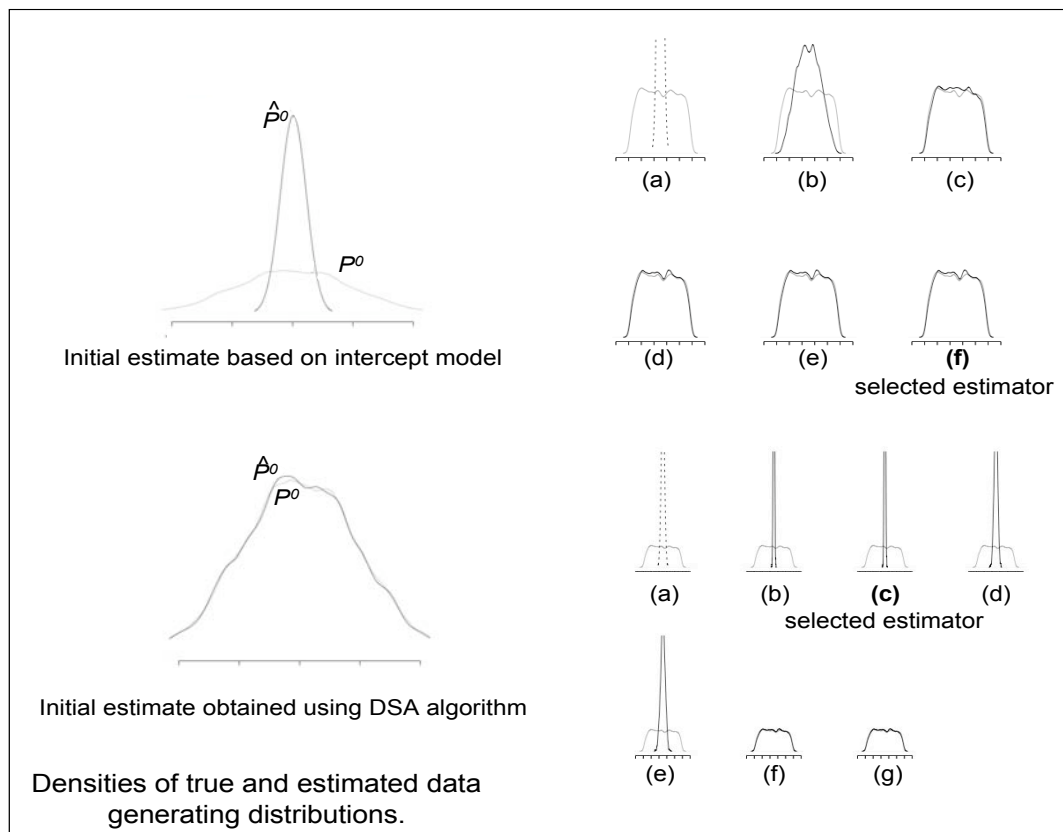 P̂⁰
P⁰
Initial estimate based on intercept model
(a) (b) (c)
(d) (e) (f)
selected estimator
P̂⁰
P⁰
Initial estimate obtained using DSA algorithm
(a) (b) (c) (d)
selected estimator
(e) (f) (g)
Densities of true and estimated data
generating distributions.